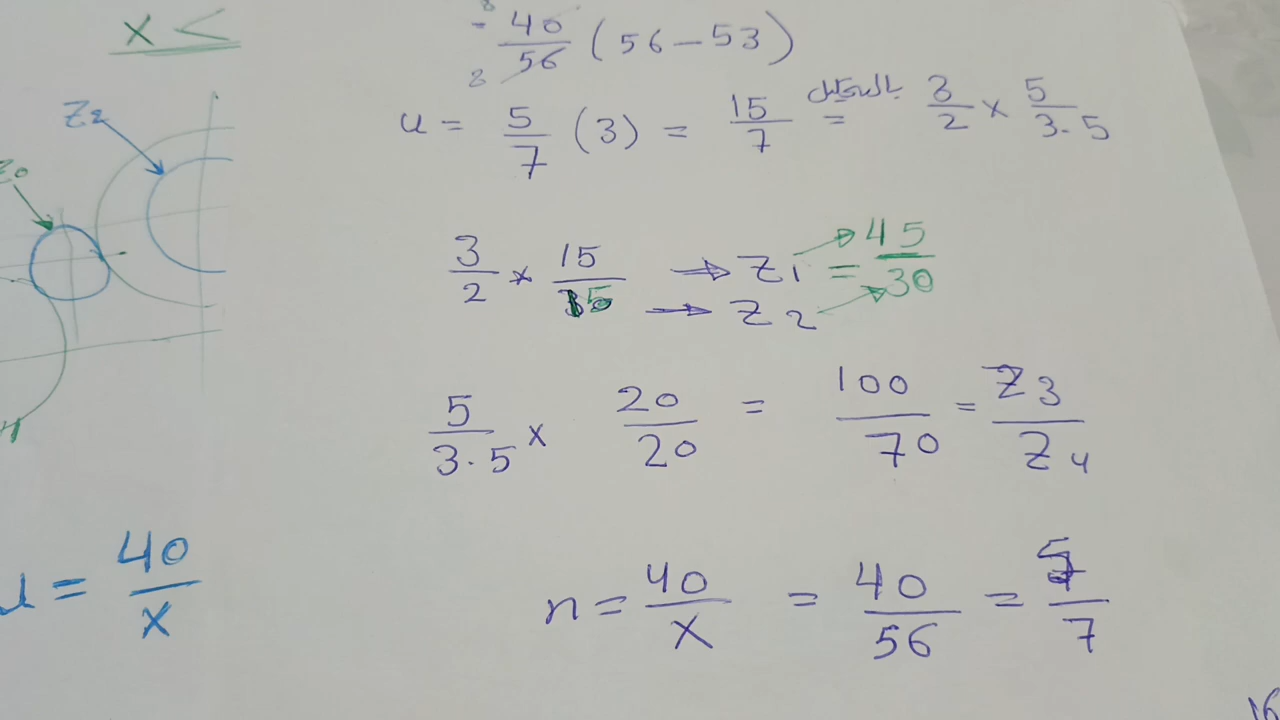 x <
40/56 (56-53)
u = 5/7 (3) = 15/7 = بالتحليل 3/2 × 5/3.5
Z2
Z0
3/2 × 15/15 → Z1 = 45
→ Z2 30
5/3.5 × 20/20 = 100/70 = Z3/Z4
u = 40/x
n = 40/x = 40/56 = 5/7